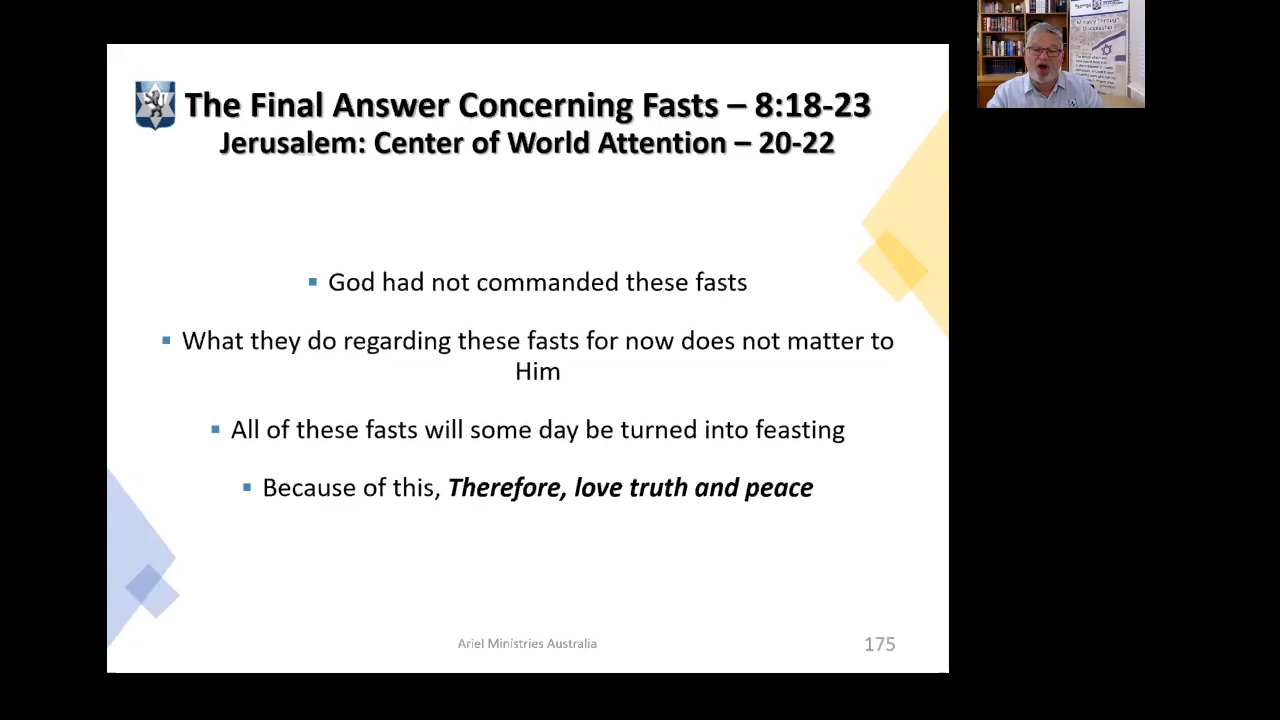 The Final Answer Concerning Fasts – 8:18-23
Jerusalem: Center of World Attention – 20-22
▪ God had not commanded these fasts
▪ What they do regarding these fasts for now does not matter to
Him
▪ All of these fasts will some day be turned into feasting
▪ Because of this, Therefore, love truth and peace
Ariel Ministries Australia
175
Ministry Through
Discipleship